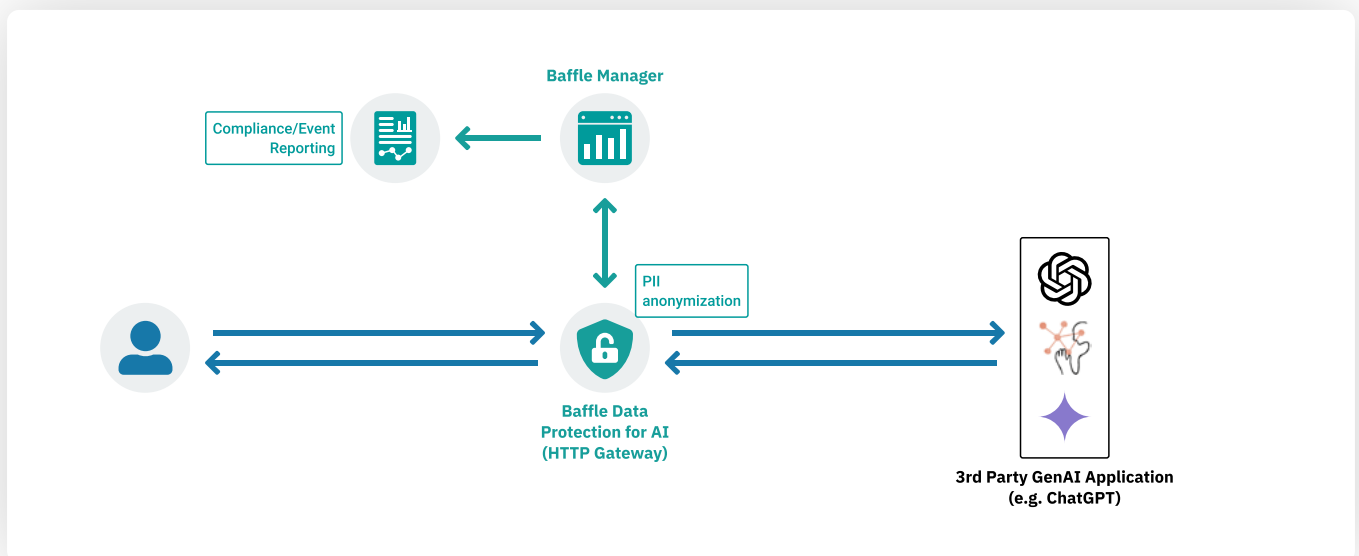 Baffle Manager
Compliance/Event
Reporting
PII
anonymization
Baffle Data
Protection for AI
(HTTP Gateway)
3rd Party GenAI Application
(e.g. ChatGPT)